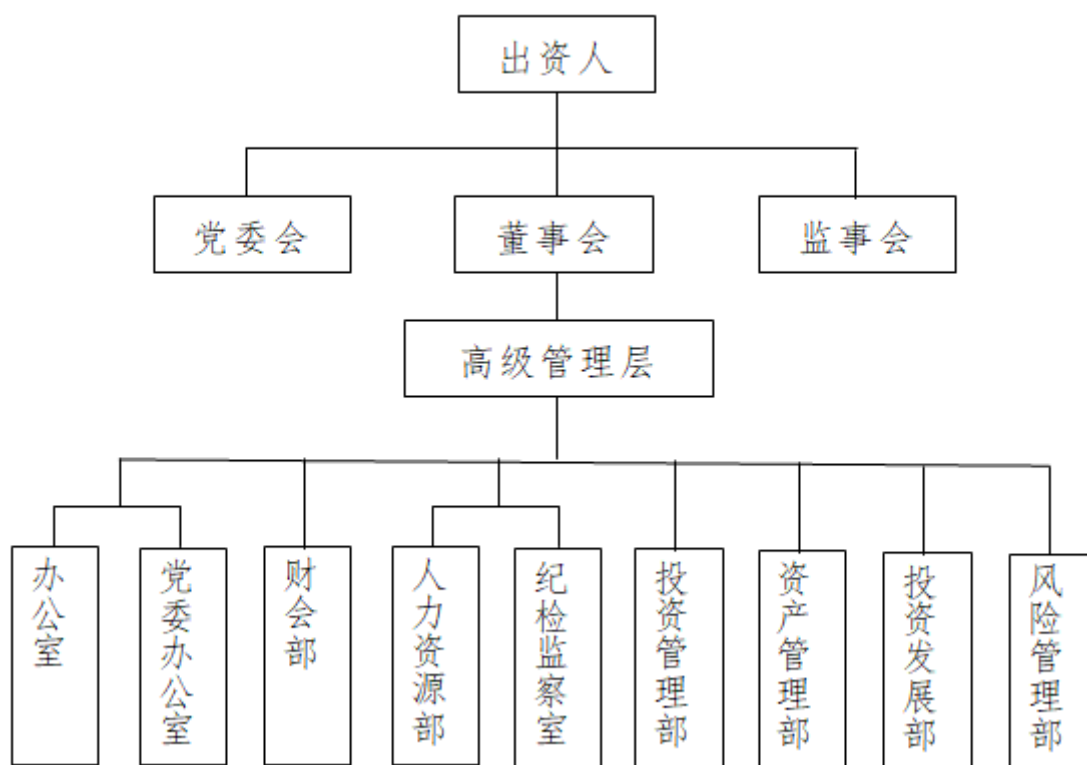 出资人
党委会
董事会
监事会
高级管理层
办公室
党委办公室
财会部
人力资源部
纪检监察室
投资管理部
资产管理部
投资发展部
风险管理部